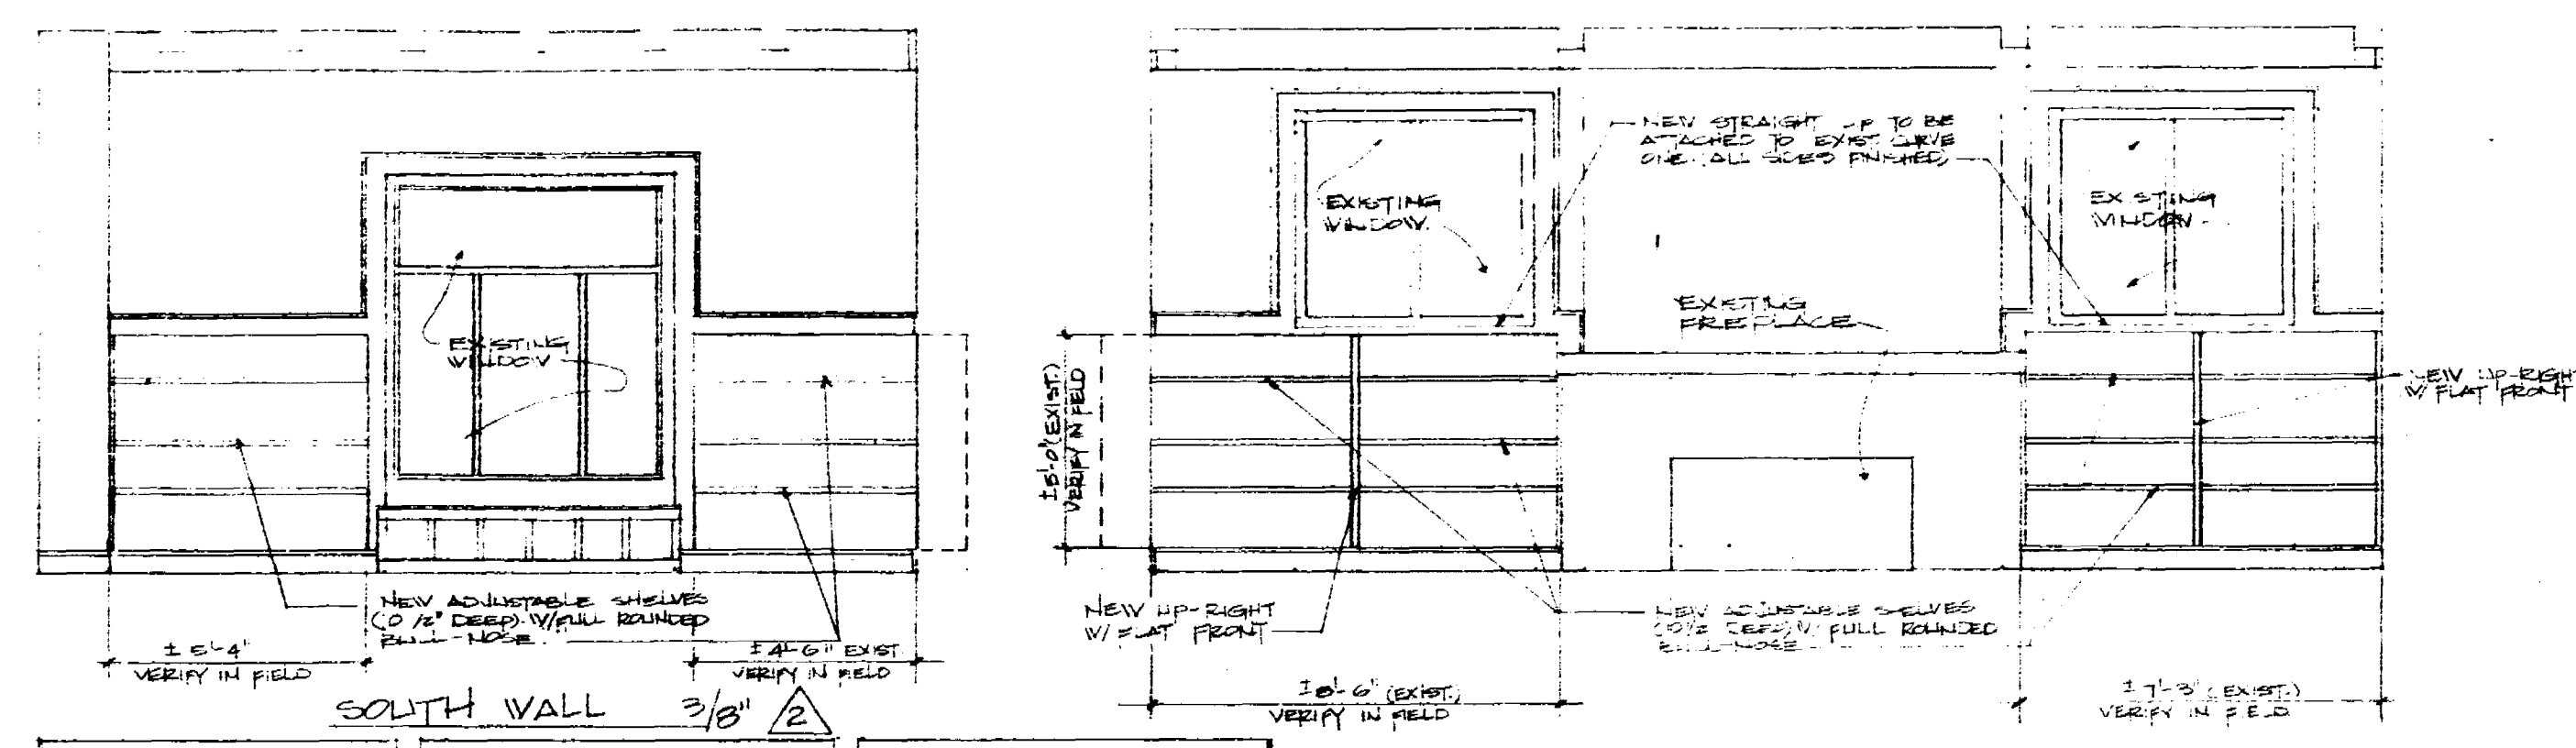 EXISTING
WINDOW
NEW ADJUSTABLE SHELVES
(10 1/2" DEEP) W/FULL ROUNDED
BULL-NOSE.
± 5'-4"
VERIFY IN FIELD
± 4'-6" EXIST.
VERIFY IN FIELD
SOUTH WALL 3/8" 2
EXISTING
WINDOW.
NEW STRAIGHT TO BE
ATTACHED TO EXIST CURVE
ONE (ALL SIDES FINISHED)
EXISTING
WINDOW
EXISTING
FIREPLACE
(EXIST.)
VERIFY IN FIELD
NEW UP-RIGHT
W/ FLAT FRONT
NEW UP-RIGHT
W/ FLAT FRONT
NEW ADJUSTABLE SHELVES
(10 1/2 DEEP) W/ FULL ROUNDED
BULL-NOSE
± 8'-6" (EXIST.)
VERIFY IN FIELD
± 7'-3" (EXIST.)
VERIFY IN FIELD